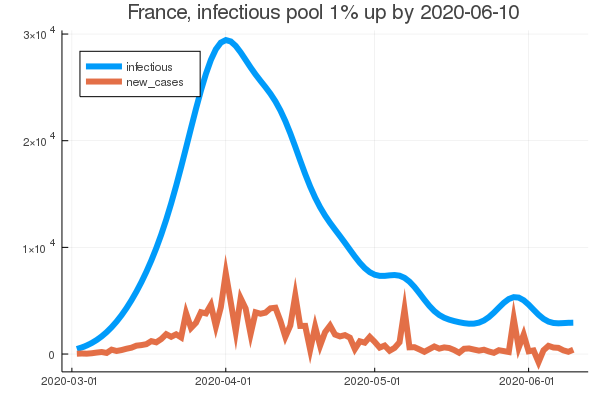 France, infectious pool 1% up by 2020-06-10
3×10⁴
infectious
new_cases
2×10⁴
1×10⁴
0
2020-03-01 2020-04-01 2020-05-01 2020-06-01